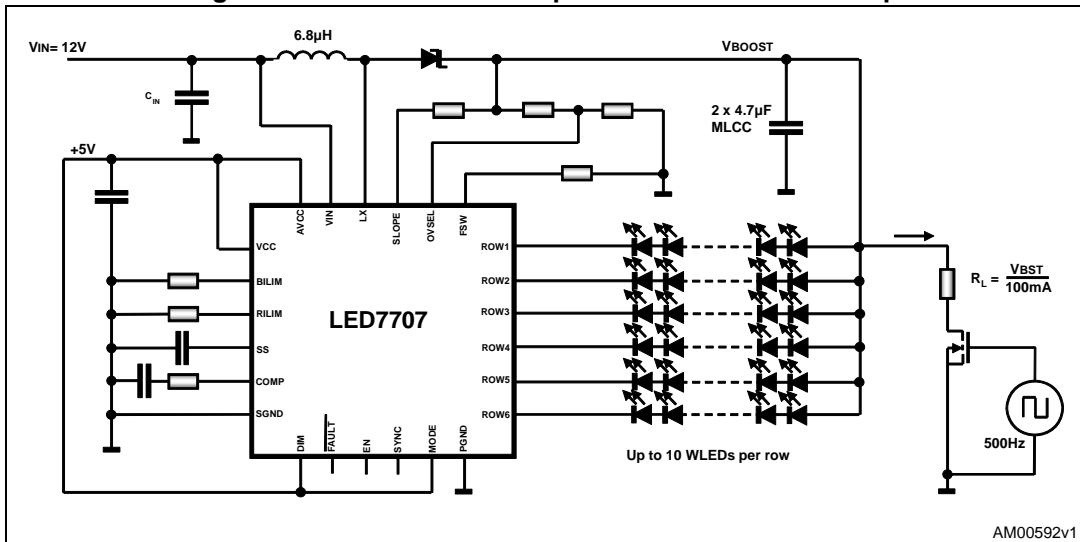 VIN= 12V
6.8µH
VBOOST
CIN
2 x 4.7µF
MLCC
+5V
AVCC
VIN
LX
SLOPE
OVSEL
FSW
VCC
BILIM
RILIM
SS
COMP
SGND
LED7707
ROW1
ROW2
ROW3
ROW4
ROW5
ROW6
DIM
FAULT
EN
SYNC
MODE
PGND
RL = VBST
100mA
500Hz
Up to 10 WLEDs per row
AM00592v1